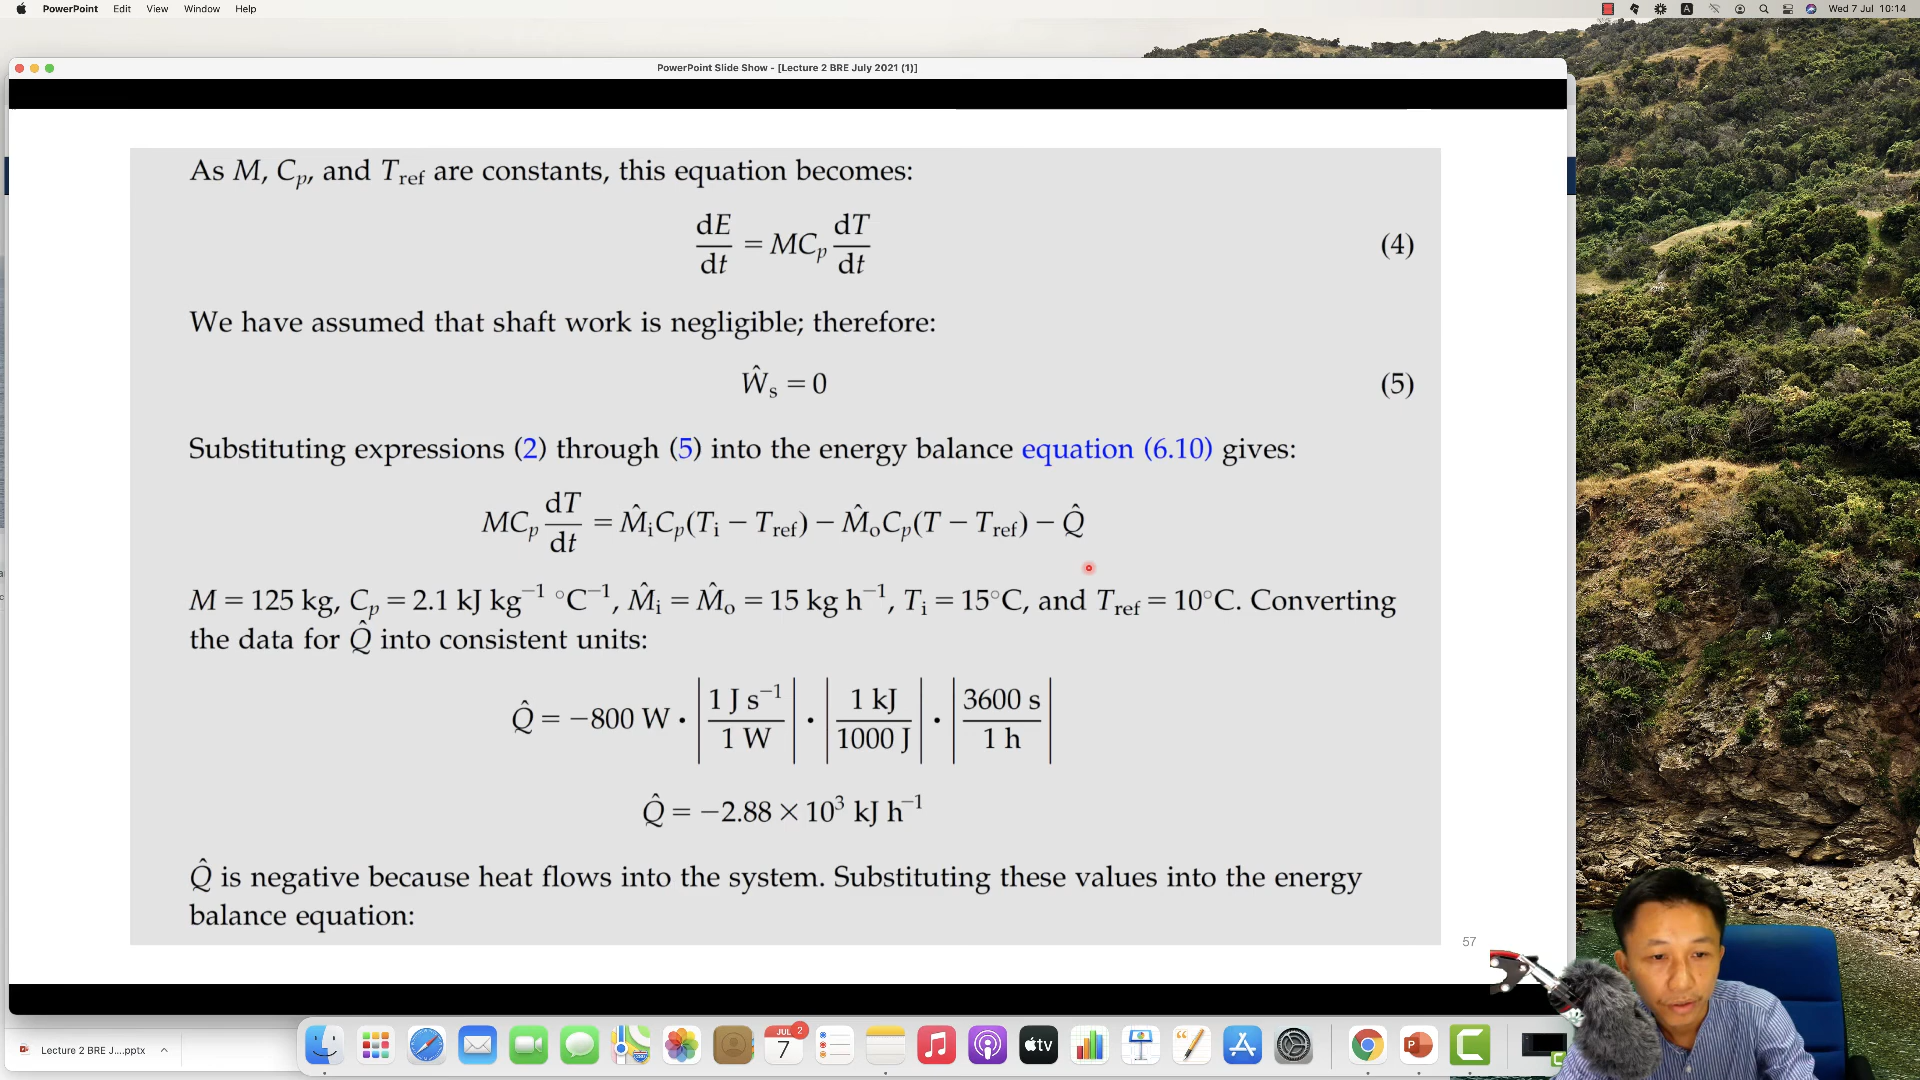 PowerPoint Edit View Window Help
Wed 7 Jul 10:14
PowerPoint Slide Show - [Lecture 2 BRE July 2021 (1)]
As M, Cp, and Tref are constants, this equation becomes:
dE/dt = MCp dT/dt (4)
We have assumed that shaft work is negligible; therefore:
Ŵs = 0 (5)
Substituting expressions (2) through (5) into the energy balance equation (6.10) gives:
MCp dT/dt = M̂iCp(Ti − Tref) − M̂oCp(T − Tref) − Q̂
M = 125 kg, Cp = 2.1 kJ kg⁻¹ °C⁻¹, M̂i = M̂o = 15 kg h⁻¹, Ti = 15°C, and Tref = 10°C. Converting
the data for Q̂ into consistent units:
Q̂ = −800 W · |1 J s⁻¹ / 1 W| · |1 kJ / 1000 J| · |3600 s / 1 h|
Q̂ = −2.88 × 10³ kJ h⁻¹
Q̂ is negative because heat flows into the system. Substituting these values into the energy
balance equation:
57
Lecture 2 BRE J....pptx
JUL
7
2
tv